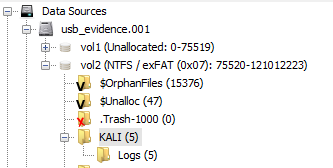 Data Sources
usb_evidence.001
vol1 (Unallocated: 0-75519)
vol2 (NTFS / exFAT (0x07): 75520-121012223)
$OrphanFiles (15376)
$Unalloc (47)
.Trash-1000 (0)
KALI (5)
Logs (5)